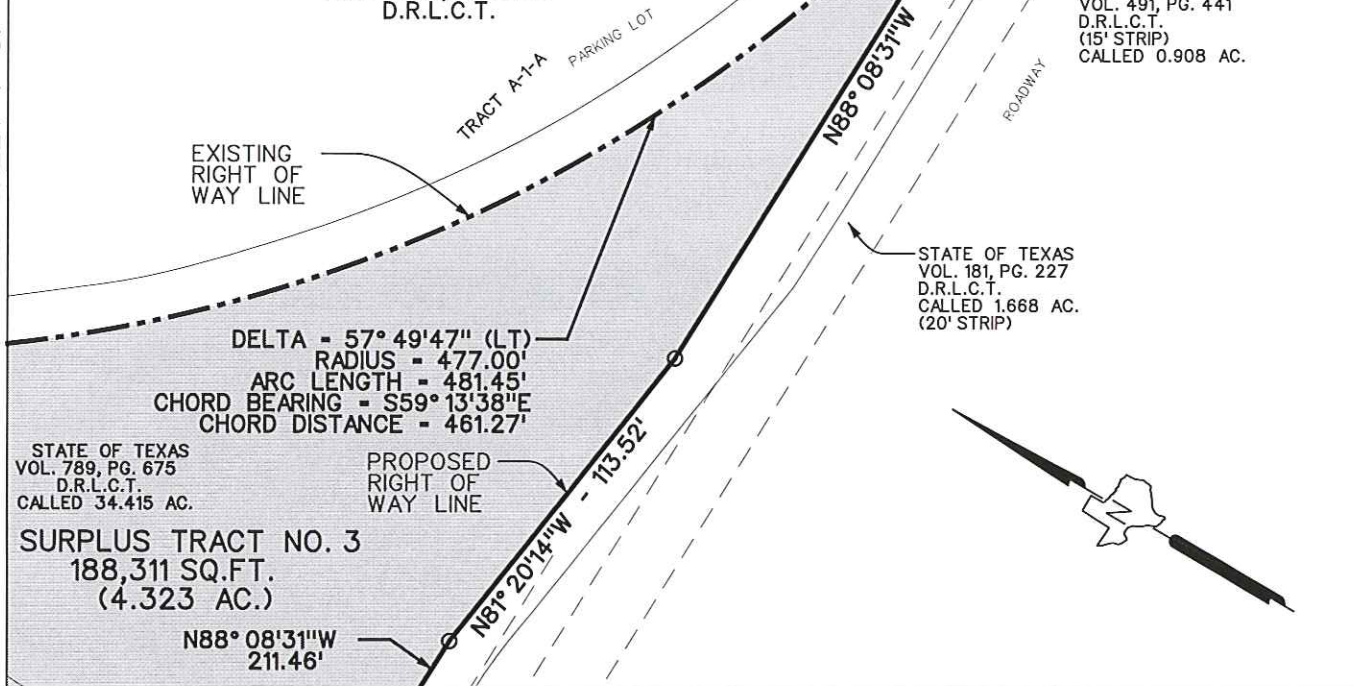 D.R.L.C.T.
VOL. 491, PG. 441
D.R.L.C.T.
(15' STRIP)
CALLED 0.908 AC.
PARKING LOT
TRACT A-1-A
N88° 08'31"W
ROADWAY
EXISTING
RIGHT OF
WAY LINE
STATE OF TEXAS
VOL. 181, PG. 227
D.R.L.C.T.
CALLED 1.668 AC.
(20' STRIP)
DELTA = 57° 49'47" (LT)
RADIUS = 477.00'
ARC LENGTH = 481.45'
CHORD BEARING = S59° 13'38"E
CHORD DISTANCE = 461.27'
STATE OF TEXAS
VOL. 789, PG. 675
D.R.L.C.T.
CALLED 34.415 AC.
PROPOSED
RIGHT OF
WAY LINE
N81° 20'14"W - 113.52'
SURPLUS TRACT NO. 3
188,311 SQ.FT.
(4.323 AC.)
N88° 08'31"W
211.46'
N